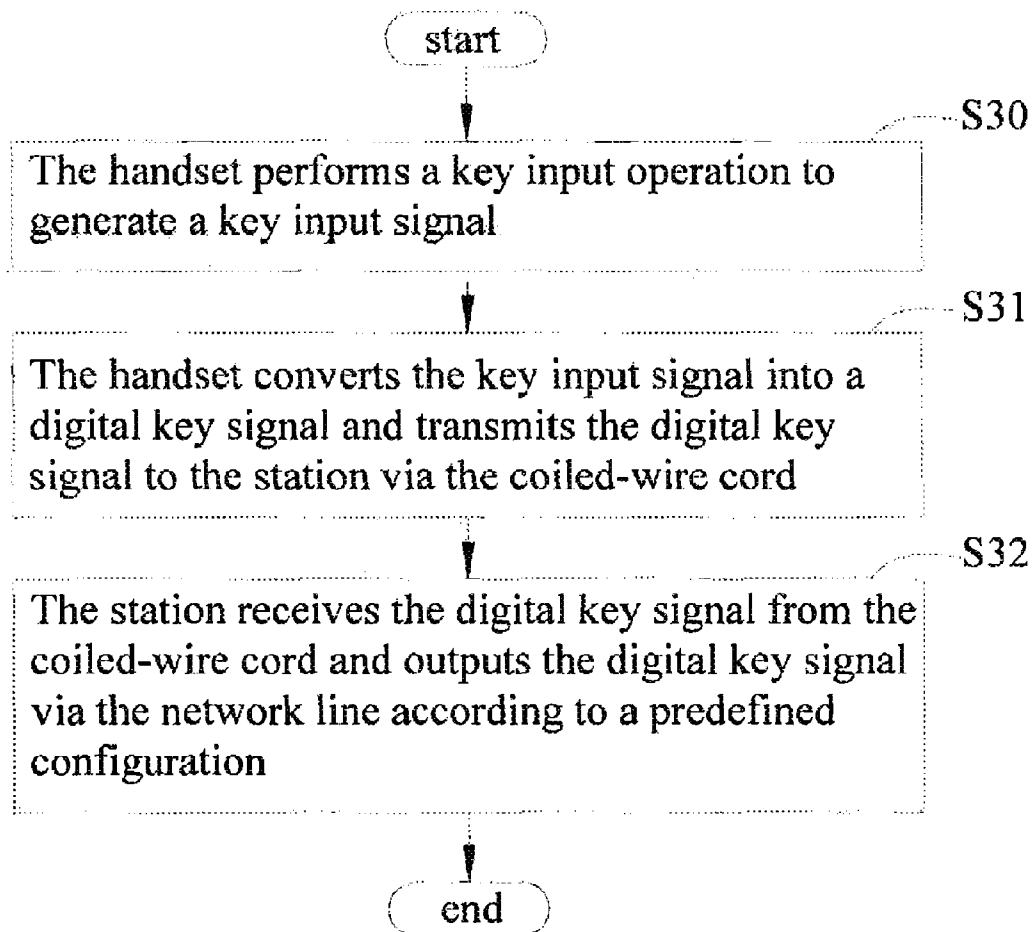 start
S30
The handset performs a key input operation to
generate a key input signal
S31
The handset converts the key input signal into a
digital key signal and transmits the digital key
signal to the station via the coiled-wire cord
S32
The station receives the digital key signal from the
coiled-wire cord and outputs the digital key signal
via the network line according to a predefined
configuration
end